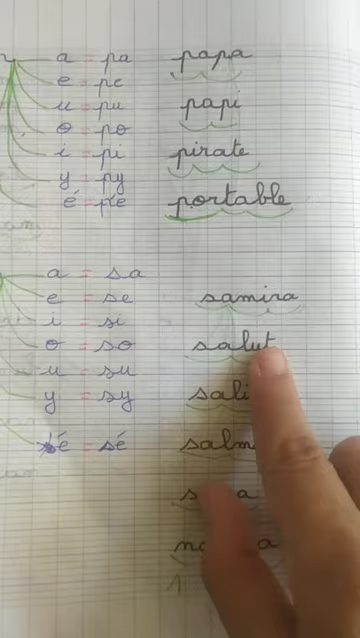 a = pa papa
e = pe
u = pu papi
o = po
i = pi pirate
y = py
é = pé portable
a = sa
e = se samira
i = si
o = so salut
u = su
y = sy
é = sé